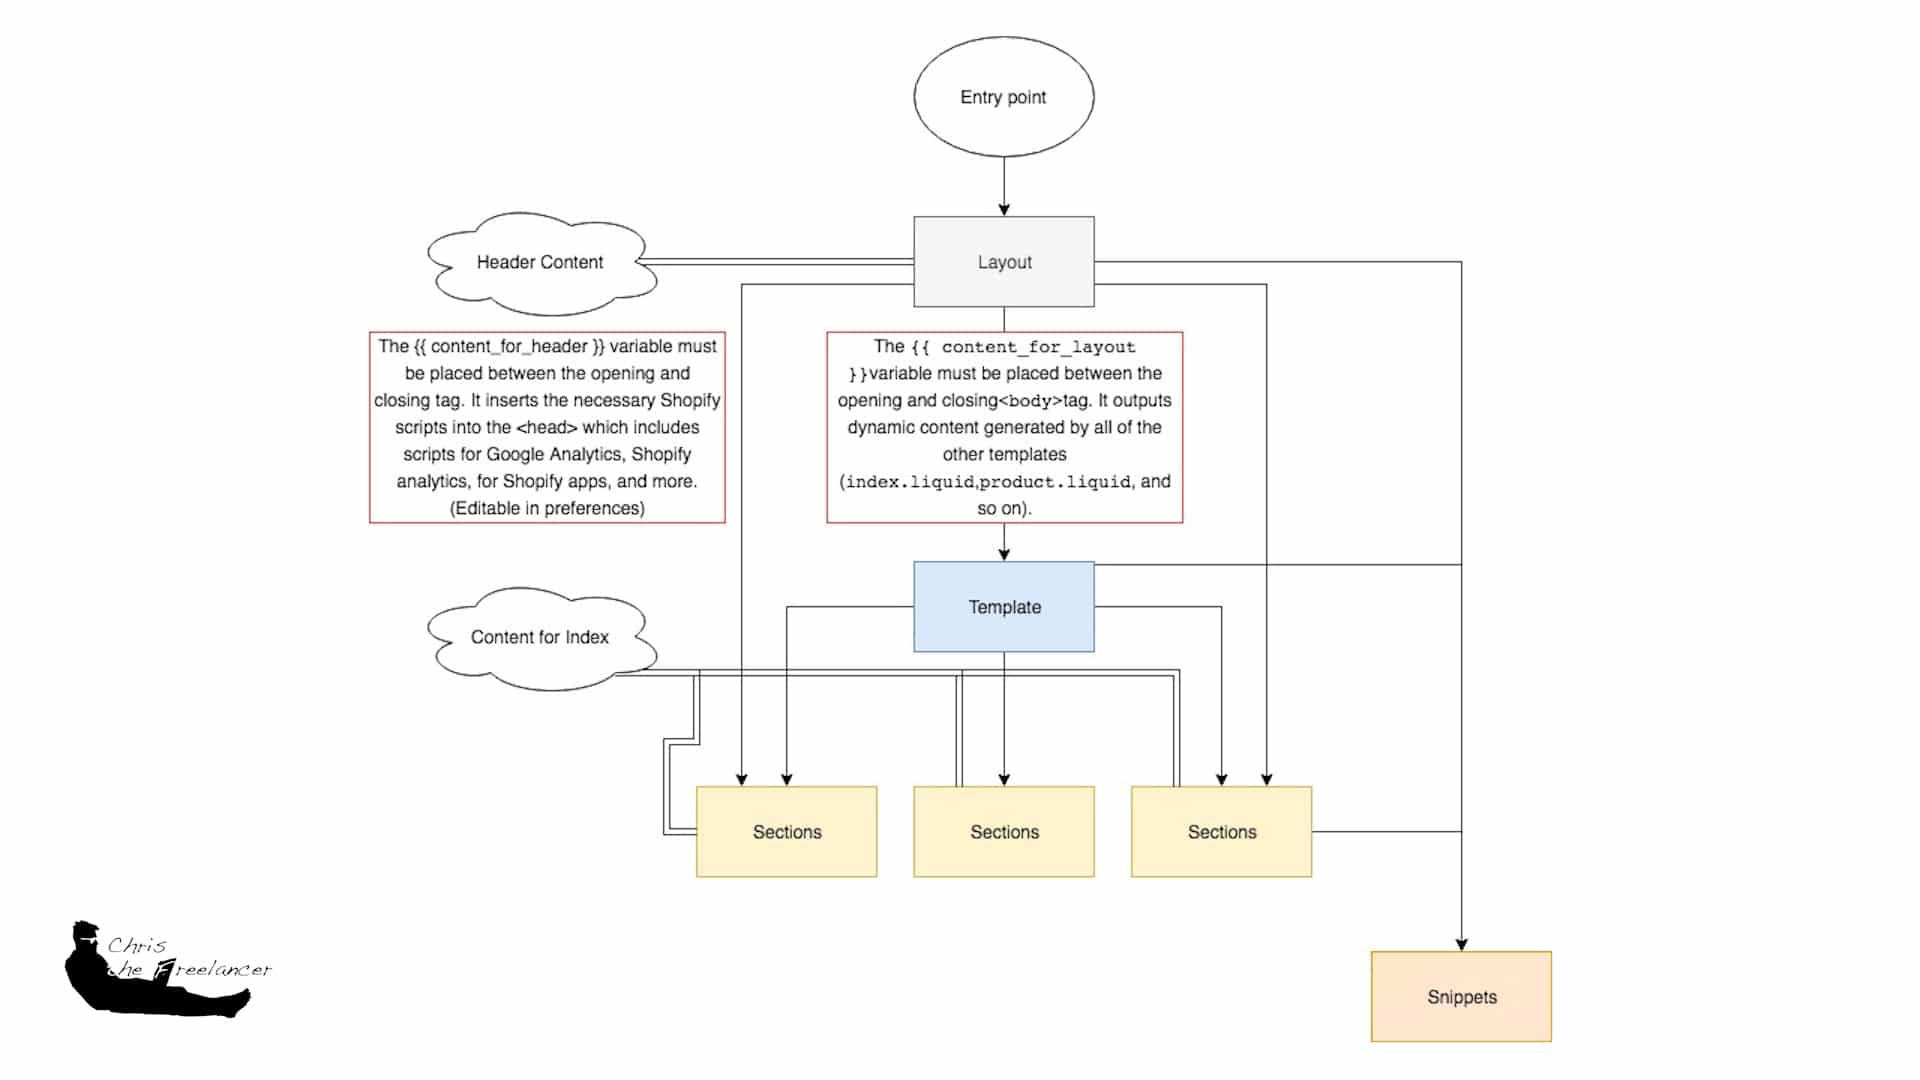 Entry point
Header Content
Layout
The {{ content_for_header }} variable must
be placed between the opening and
closing tag. It inserts the necessary Shopify
scripts into the <head> which includes
scripts for Google Analytics, Shopify
analytics, for Shopify apps, and more.
(Editable in preferences)
The {{ content_for_layout
}}variable must be placed between the
opening and closing<body>tag. It outputs
dynamic content generated by all of the
other templates
(index.liquid,product.liquid, and
so on).
Template
Content for Index
Sections
Sections
Sections
Chris
the Freelancer
Snippets